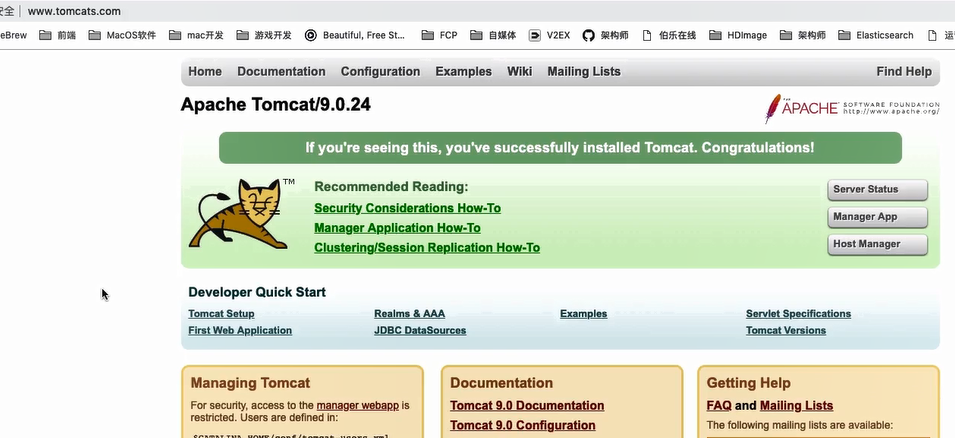 安全 www.tomcats.com
eBrew 前端 MacOS软件 mac开发 游戏开发 Beautiful, Free St... FCP 自媒体 V2EX 架构师 伯乐在线 HDImage 架构师 Elasticsearch 运
Home Documentation Configuration Examples Wiki Mailing Lists Find Help
Apache Tomcat/9.0.24
THE APACHE SOFTWARE FOUNDATION
http://www.apache.org/
If you're seeing this, you've successfully installed Tomcat. Congratulations!
TM
Recommended Reading:
Security Considerations How-To
Manager Application How-To
Clustering/Session Replication How-To
Server Status
Manager App
Host Manager
Developer Quick Start
Tomcat Setup Realms & AAA Examples Servlet Specifications
First Web Application JDBC DataSources Tomcat Versions
Managing Tomcat
For security, access to the manager webapp is
restricted. Users are defined in:
$CATALINA_HOME/conf/tomcat-users.xml
Documentation
Tomcat 9.0 Documentation
Tomcat 9.0 Configuration
Getting Help
FAQ and Mailing Lists
The following mailing lists are available: